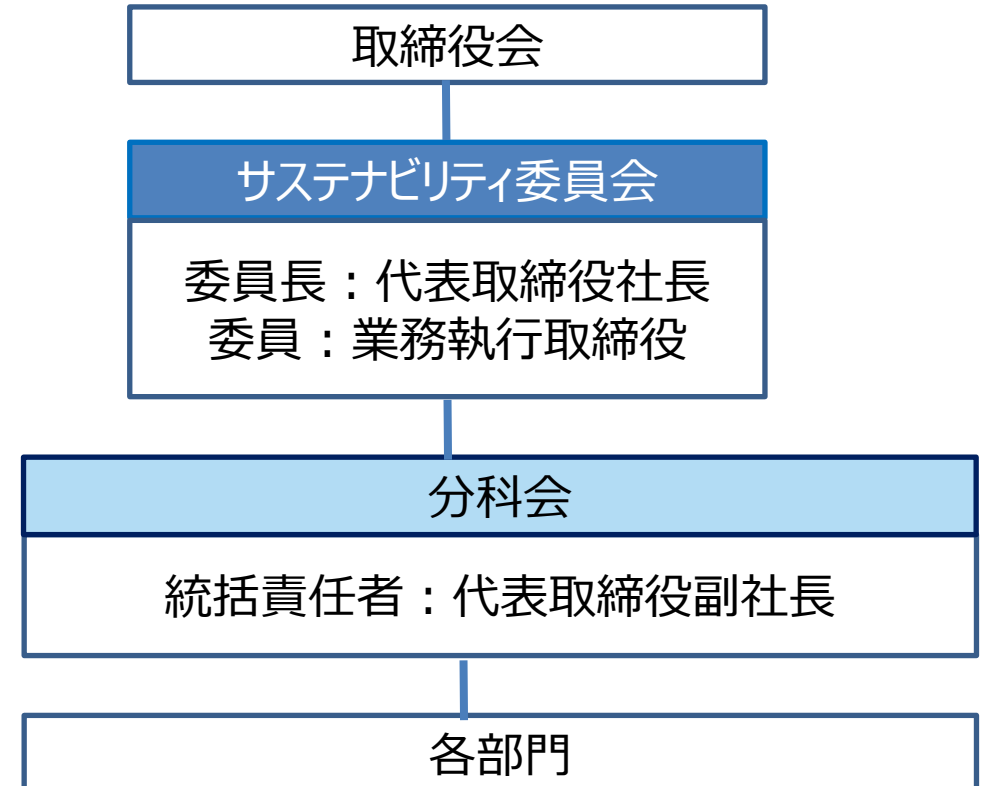 取締役会
サステナビリティ委員会
委員長：代表取締役社長
委員：業務執行取締役
分科会
統括責任者：代表取締役副社長
各部門